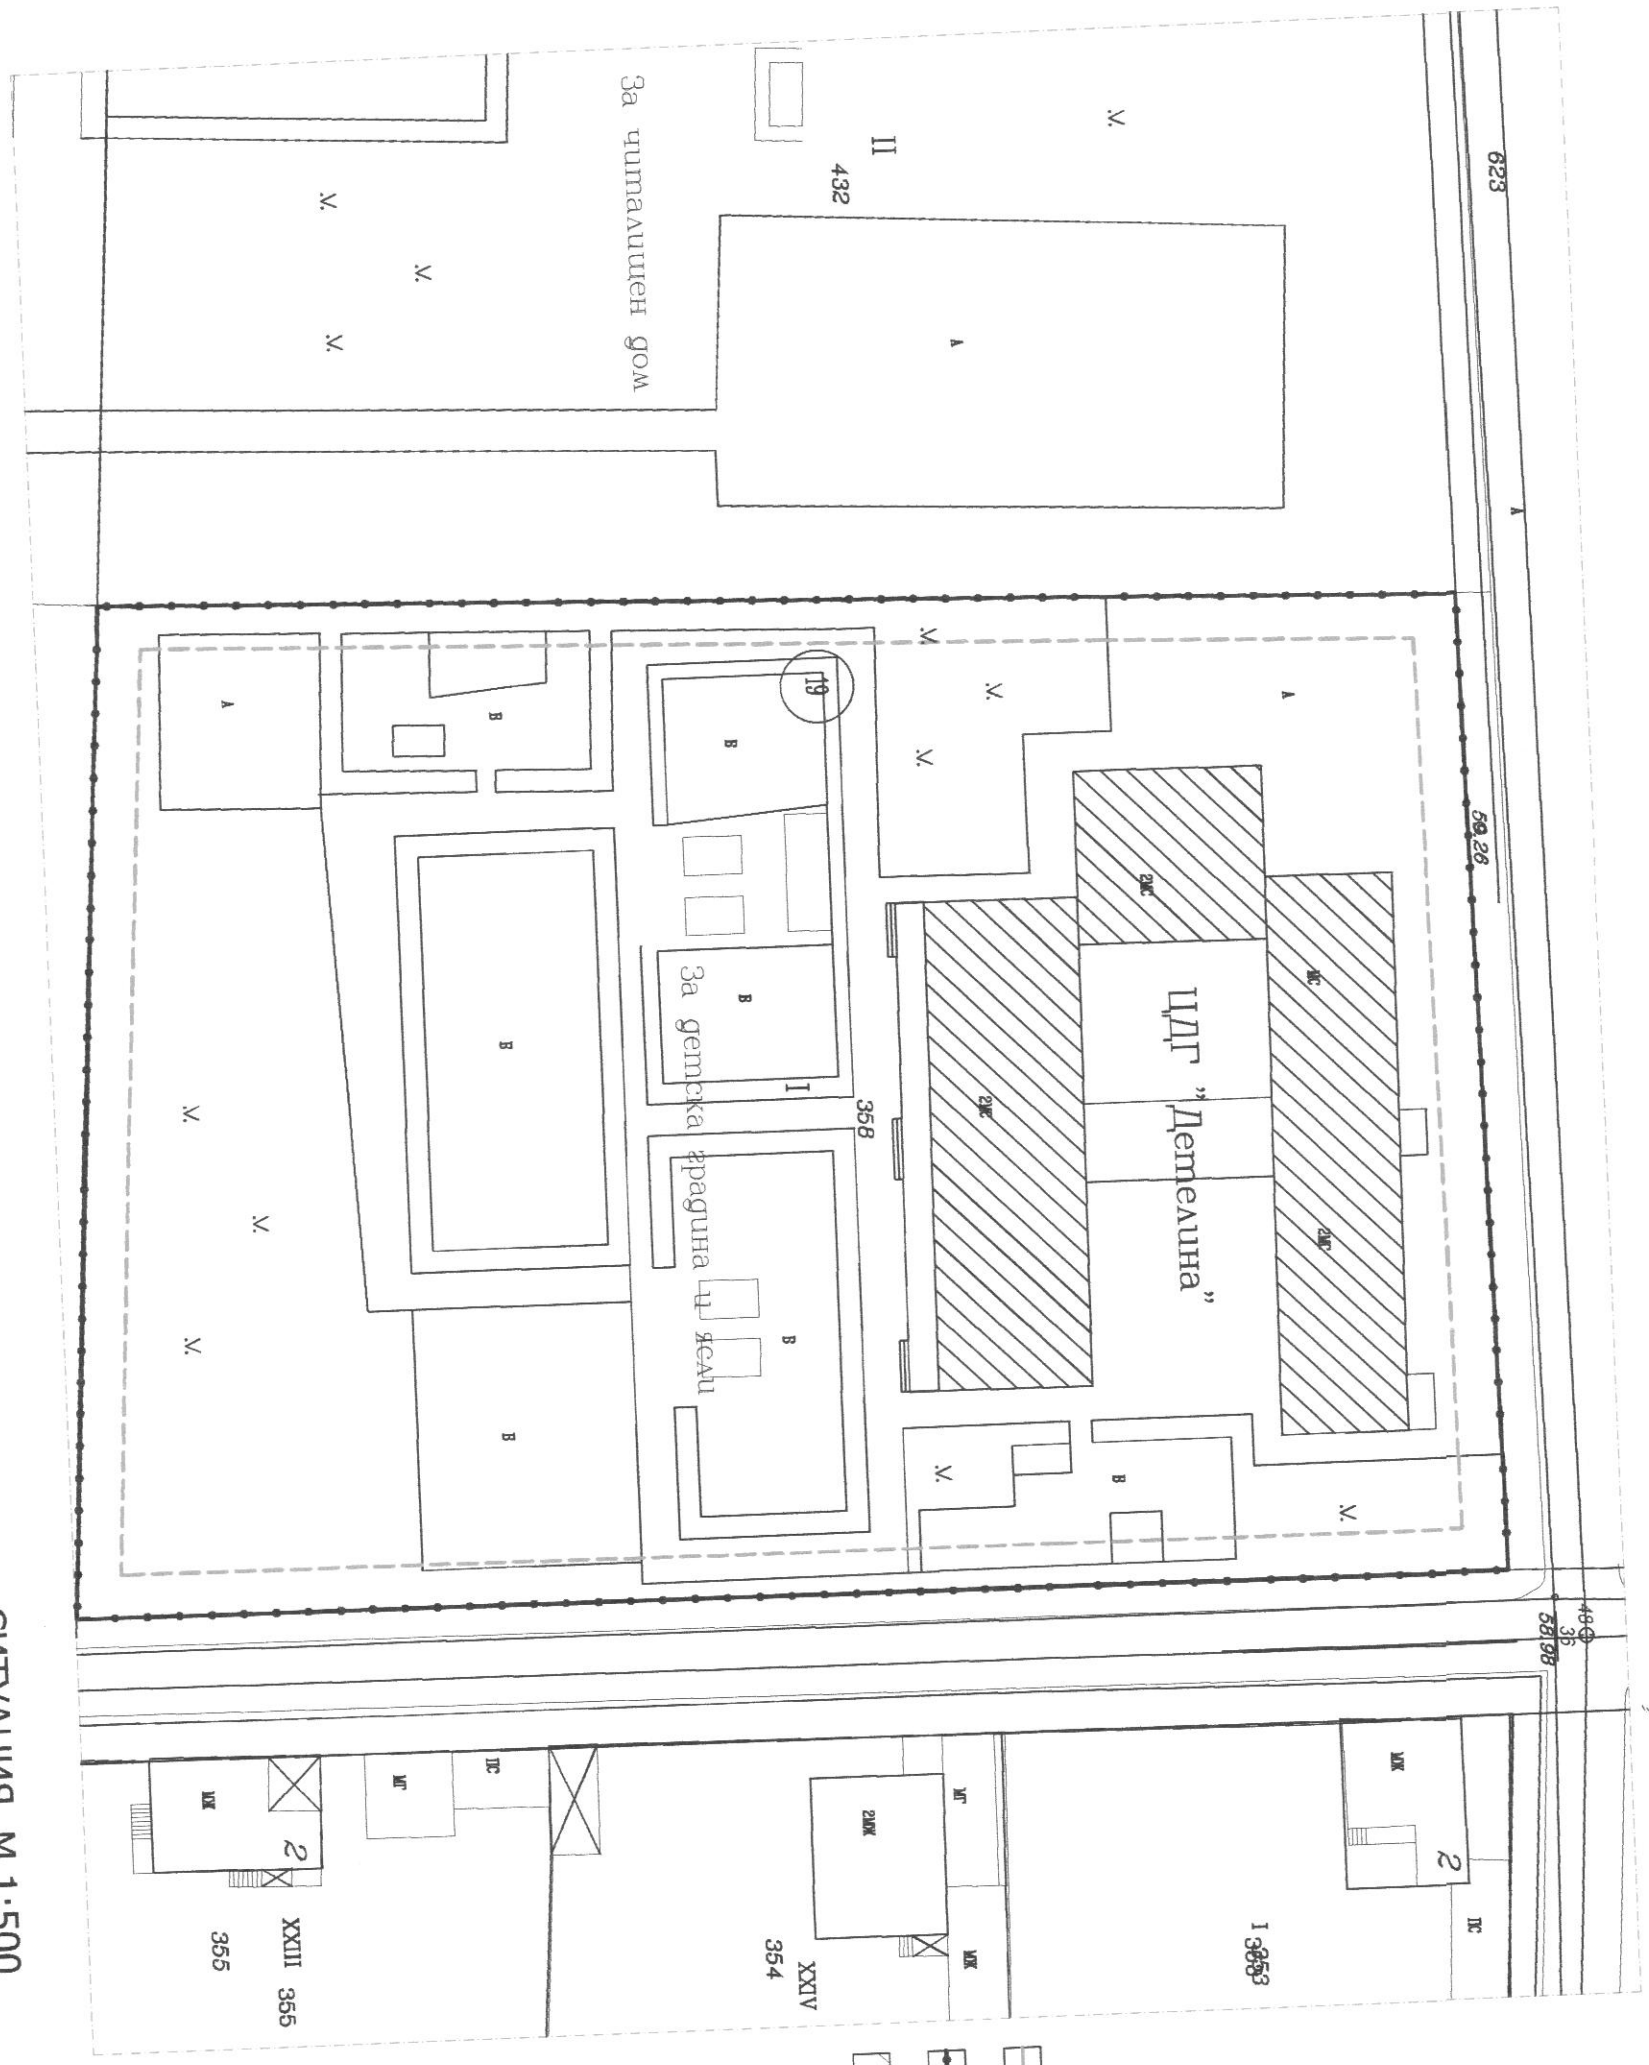 623
А
.V.
II
432
За читалищен дом
А
.V.
.V.
.V.
59.26
А
.V.
.V.
.V.
19
В
В
А
2МС
МС
ЦДГ "Детелина"
2МС
2МС
358
I
За детска градина и ясли
В
В
В
В
.V.
.V.
.V.
.V.
В
.V.
В
48
36
58.98
МЖ
2
ПС
I
МГ
2МЖ
МЖ
XXIV
354
ПС
МГ
МЖ
2
XXIII 355
355
СИТУАЦИЯ М 1:500